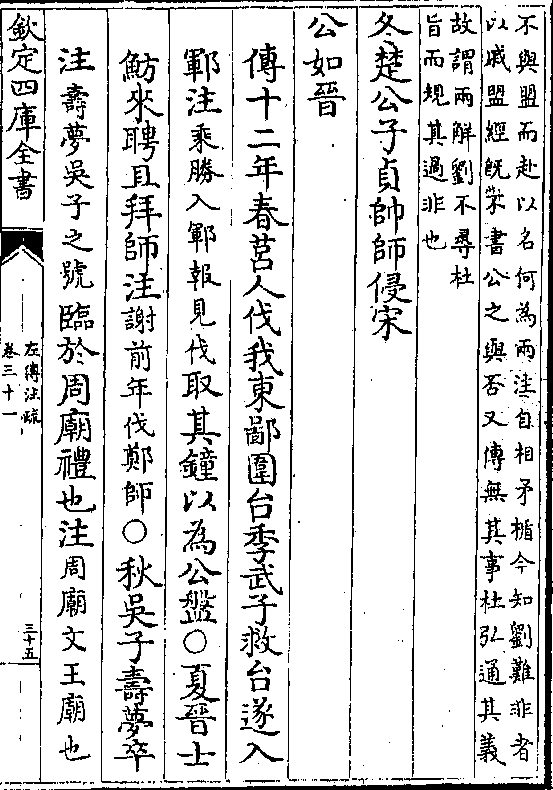 不與盟而赴以名何為兩注自相矛楯今知劉難非者
以戚盟經既不書公之與否又傳無其事杜弘通其義
故謂兩解劉不尋杜
旨而規其過非也
冬楚公子貞帥師侵宋
公如晉
傳十二年春莒人伐我東鄙圍台季武子救台遂入
鄆注乘勝入鄆報見伐取其鐘以為公盤○夏晉士
魴來聘且拜師注謝前年伐鄭師○秋吳子壽夢卒
注壽夢吳子之號臨於周廟禮也注周廟文王廟也
欽定四庫全書
左傳注疏
卷三十一
三十五